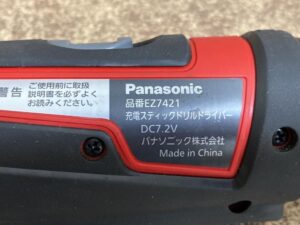 警告
ご使用前に取扱
説明書を必ずよく
お読みください。
Panasonic
品番EZ7421
充電スティックドリルドライバー
DC7.2V
パナソニック株式会社
Made in China